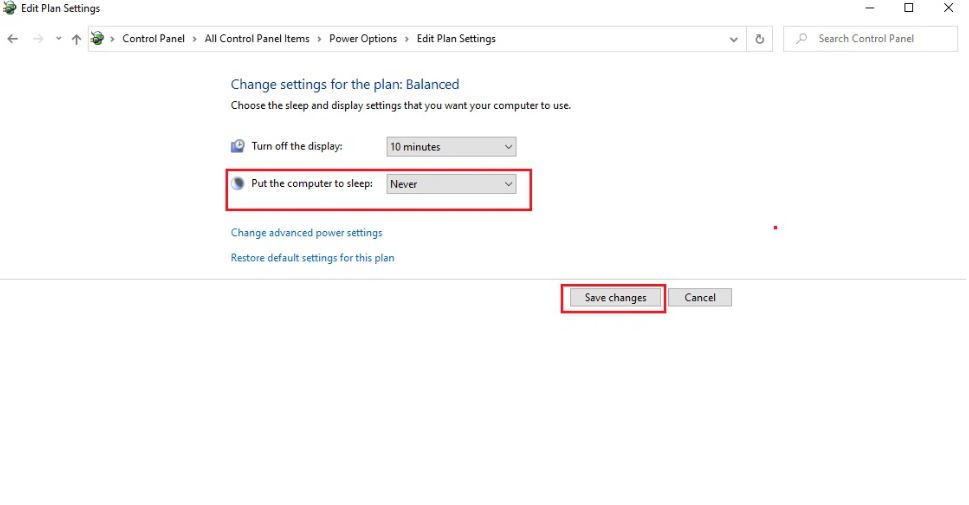 Edit Plan Settings
Control Panel > All Control Panel Items > Power Options > Edit Plan Settings
Search Control Panel
Change settings for the plan: Balanced
Choose the sleep and display settings that you want your computer to use.
Turn off the display: 10 minutes
Put the computer to sleep: Never
Change advanced power settings
Restore default settings for this plan
Save changes Cancel